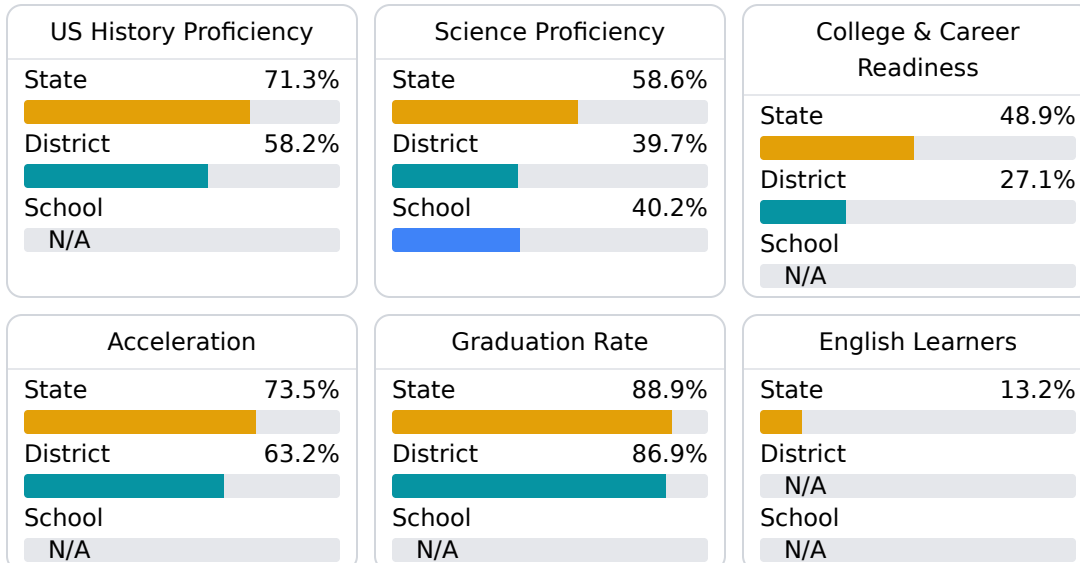 US History Proficiency
State 71.3%
District 58.2%
School
N/A
Science Proficiency
State 58.6%
District 39.7%
School 40.2%
College & Career
Readiness
State 48.9%
District 27.1%
School
N/A
Acceleration
State 73.5%
District 63.2%
School
N/A
Graduation Rate
State 88.9%
District 86.9%
School
N/A
English Learners
State 13.2%
District
N/A
School
N/A